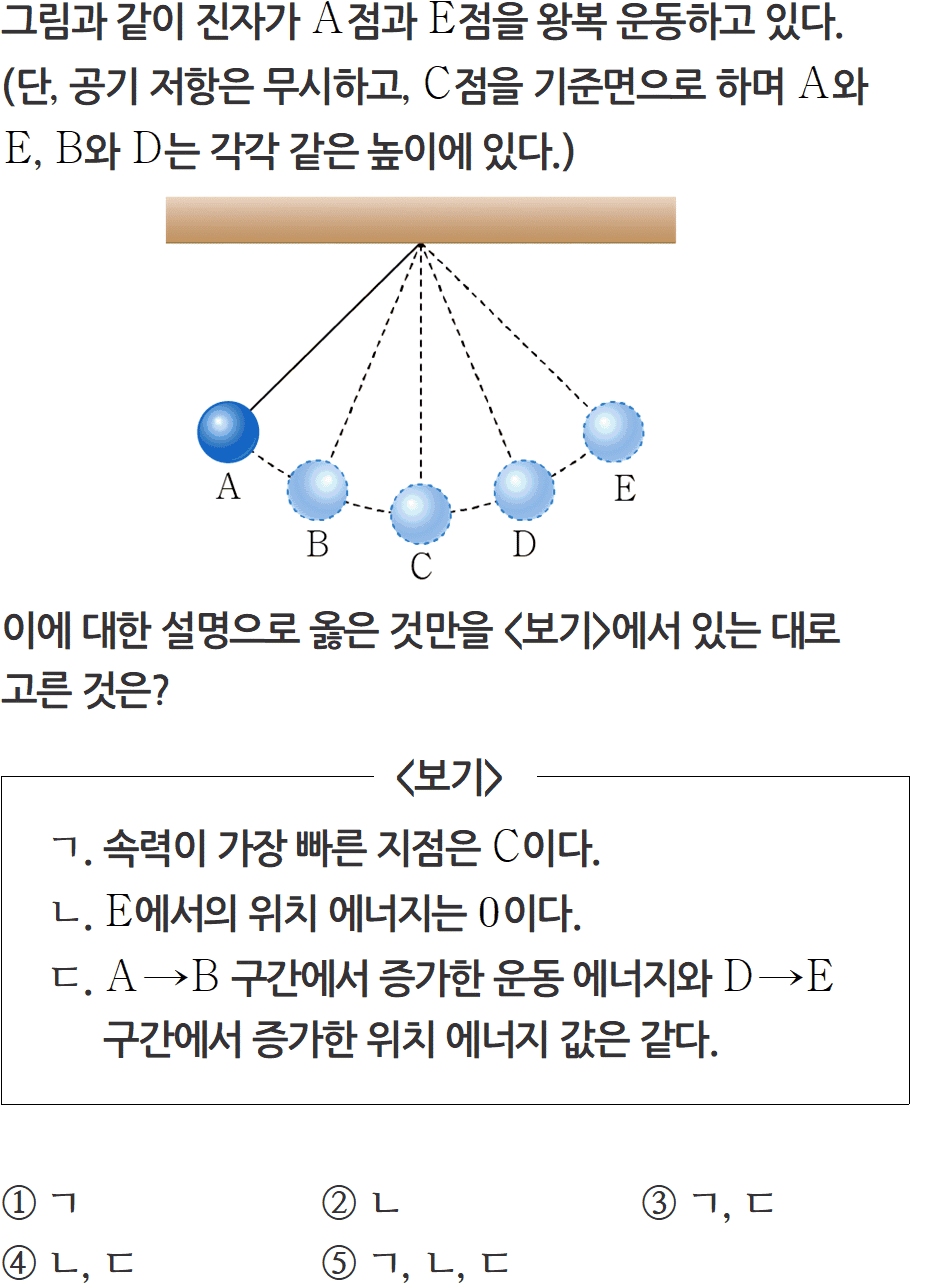 그림과 같이 진자가 A점과 E점을 왕복 운동하고 있다.
(단, 공기 저항은 무시하고, C점을 기준면으로 하며 A와
E, B와 D는 각각 같은 높이에 있다.)
A
B
C
D
E
이에 대한 설명으로 옳은 것만을 <보기>에서 있는 대로
고른 것은?
<보기>
ㄱ. 속력이 가장 빠른 지점은 C이다.
ㄴ. E에서의 위치 에너지는 0이다.
ㄷ. A→B 구간에서 증가한 운동 에너지와 D→E
구간에서 증가한 위치 에너지 값은 같다.
① ㄱ ② ㄴ ③ ㄱ, ㄷ
④ ㄴ, ㄷ ⑤ ㄱ, ㄴ, ㄷ